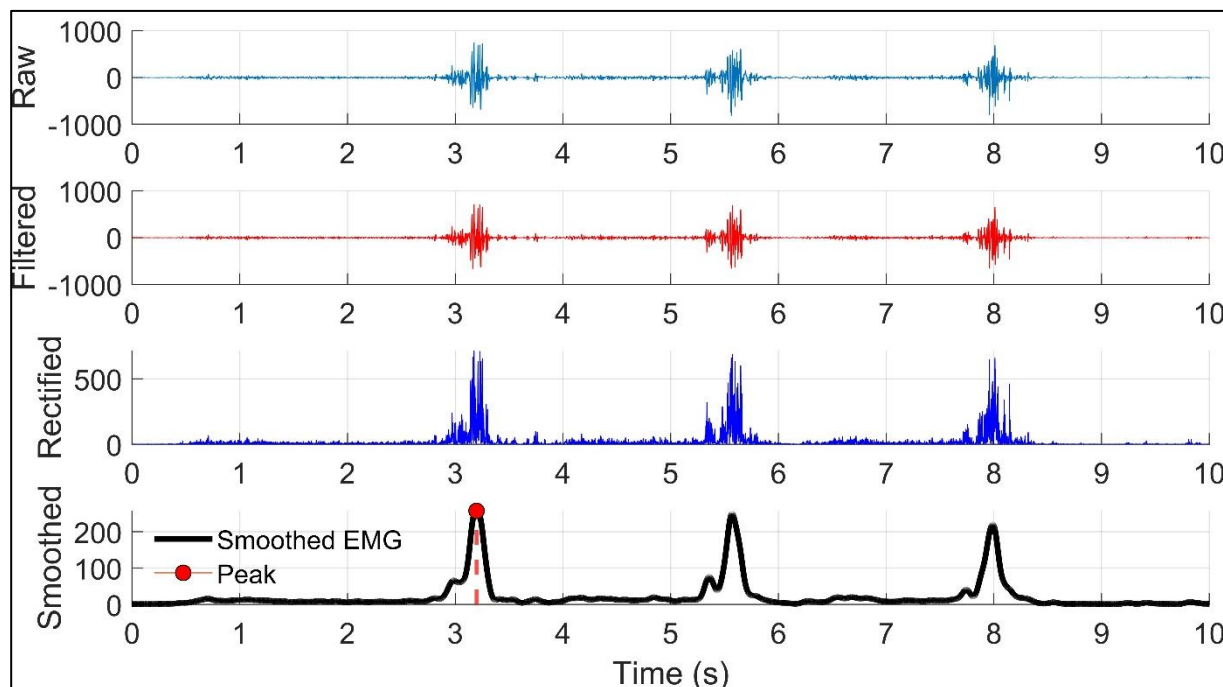 Raw
1000
0
-1000
0 1 2 3 4 5 6 7 8 9 10
Filtered
1000
0
-1000
0 1 2 3 4 5 6 7 8 9 10
Rectified
500
0
0 1 2 3 4 5 6 7 8 9 10
Smoothed
200
100
0
Smoothed EMG
Peak
0 1 2 3 4 5 6 7 8 9 10
Time (s)